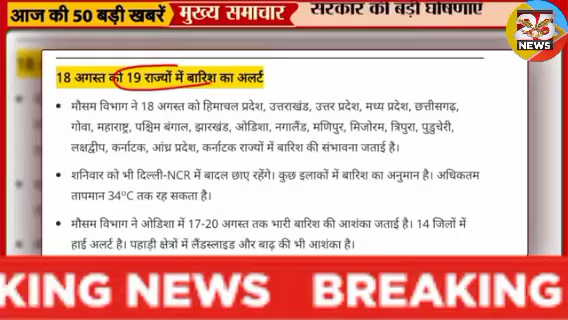 आज की 50 बड़ी खबरें
मुख्य समाचार
सरकार की बड़ी घोषणाएं
25
NEWS
18 अगस्त को 19 राज्यों में बारिश का अलर्ट
• मौसम विभाग ने 18 अगस्त को हिमाचल प्रदेश, उत्तराखंड, उत्तर प्रदेश, मध्य प्रदेश, छत्तीसगढ़,
गोवा, महाराष्ट्र, पश्चिम बंगाल, झारखंड, ओडिशा, नगालैंड, मणिपुर, मिजोरम, त्रिपुरा, पुडुचेरी,
लक्षद्वीप, कर्नाटक, आंध्र प्रदेश, कर्नाटक राज्यों में बारिश की संभावना जताई है।
• शनिवार को भी दिल्ली-NCR में बादल छाए रहेंगे। कुछ इलाकों में बारिश का अनुमान है। अधिकतम
तापमान 34°C तक रह सकता है।
• मौसम विभाग ने ओडिशा में 17-20 अगस्त तक भारी बारिश की आशंका जताई है। 14 जिलों में
हाई अलर्ट है। पहाड़ी क्षेत्रों में लैंडस्लाइड और बाढ़ की भी आशंका है।
KING NEWS BREAKING